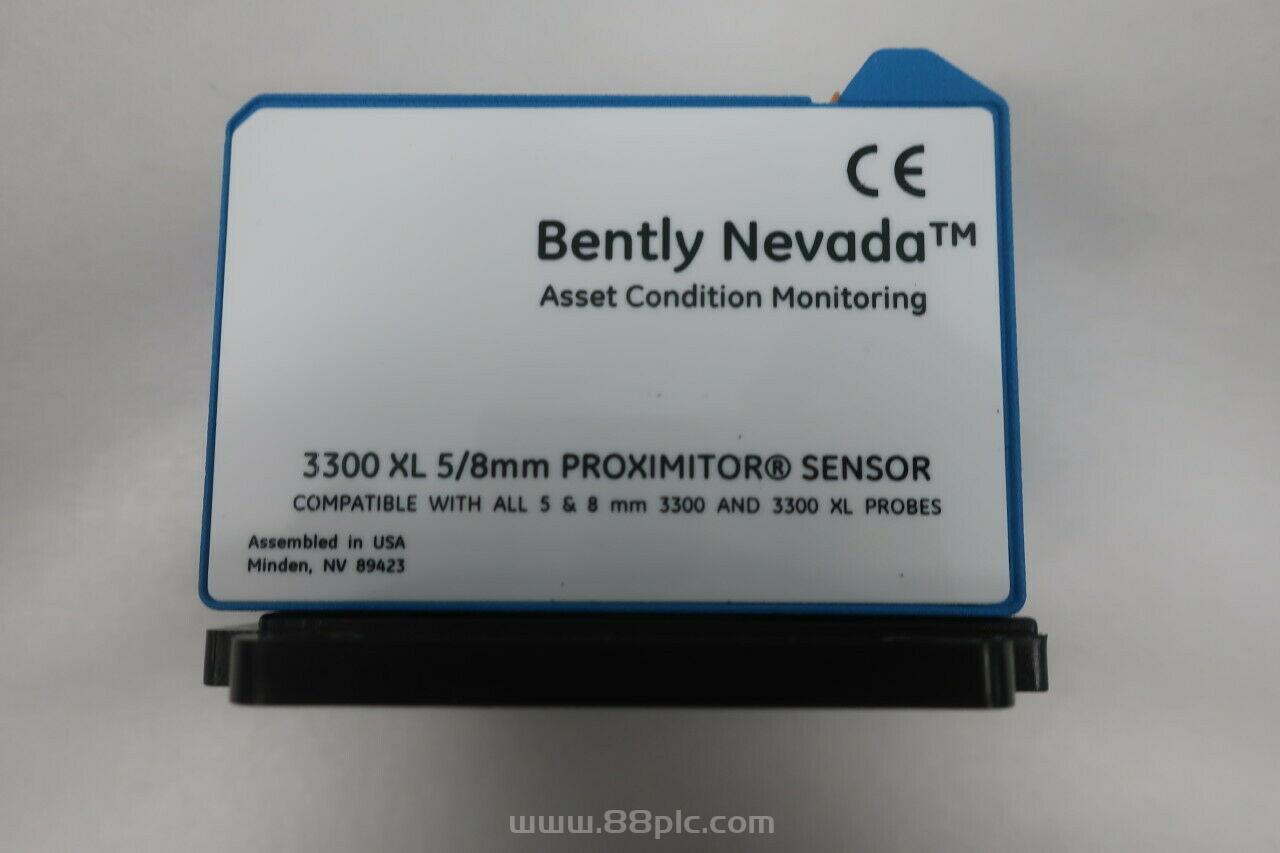 CE
Bently Nevada™
Asset Condition Monitoring
3300 XL 5/8mm PROXIMITOR® SENSOR
COMPATIBLE WITH ALL 5 & 8 mm 3300 AND 3300 XL PROBES
Assembled in USA
Minden, NV 89423
www.88plc.com